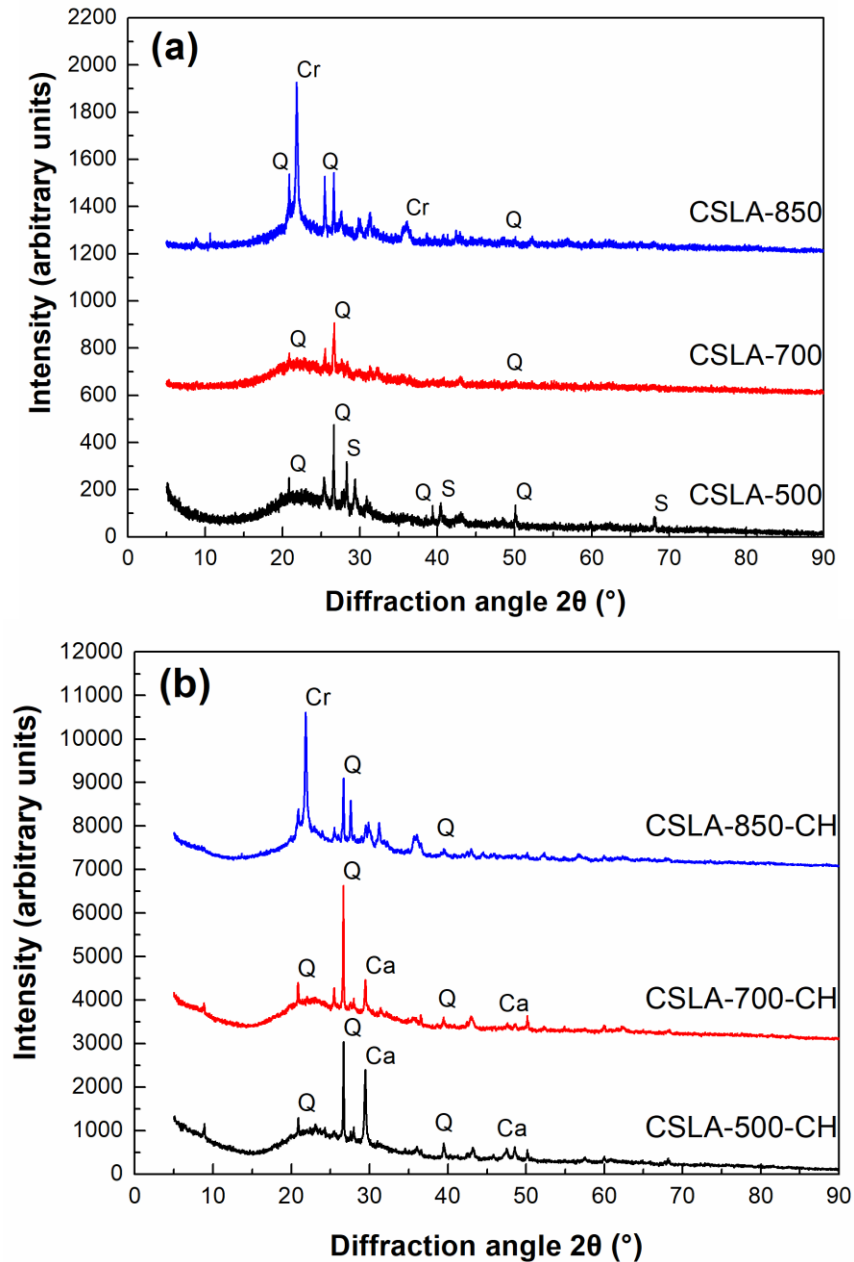 (a)
2200
2000
1800
1600
1400
1200
1000
800
600
400
200
0
Intensity (arbitrary units)
Cr
Q
Q
Cr
Q
CSLA-850
Q
Q
Q
CSLA-700
Q
Q
S
Q
S
Q
S
CSLA-500
0 10 20 30 40 50 60 70 80 90
Diffraction angle 2θ (°)
(b)
12000
11000
10000
9000
8000
7000
6000
5000
4000
3000
2000
1000
0
Intensity (arbitrary units)
Cr
Q
Q
CSLA-850-CH
Q
Q
Ca
Q
Ca
CSLA-700-CH
Q
Q
Ca
Q
Ca
CSLA-500-CH
0 10 20 30 40 50 60 70 80 90
Diffraction angle 2θ (°)